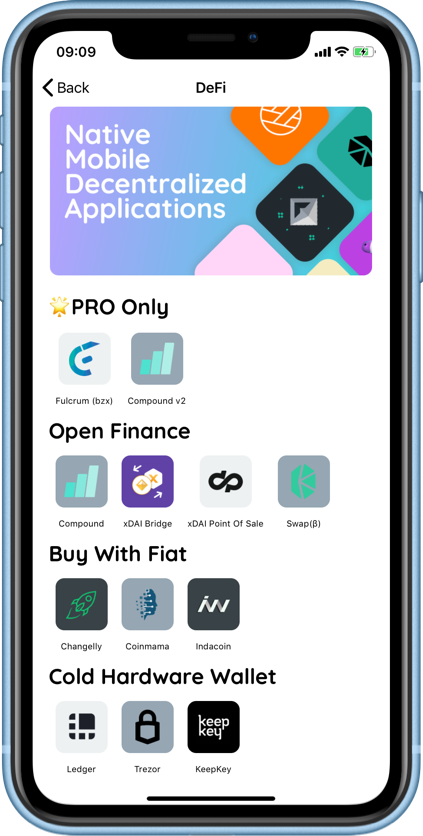 09:09
Back
DeFi
Native
Mobile
Decentralized
Applications
PRO Only
Fulcrum (bzx)
Compound v2
Open Finance
dp
Compound
xDAI Bridge
xDAI Point Of Sale
Swap(β)
Buy With Fiat
Changelly
Coinmama
Indacoin
Cold Hardware Wallet
keep
key
Ledger
Trezor
KeepKey